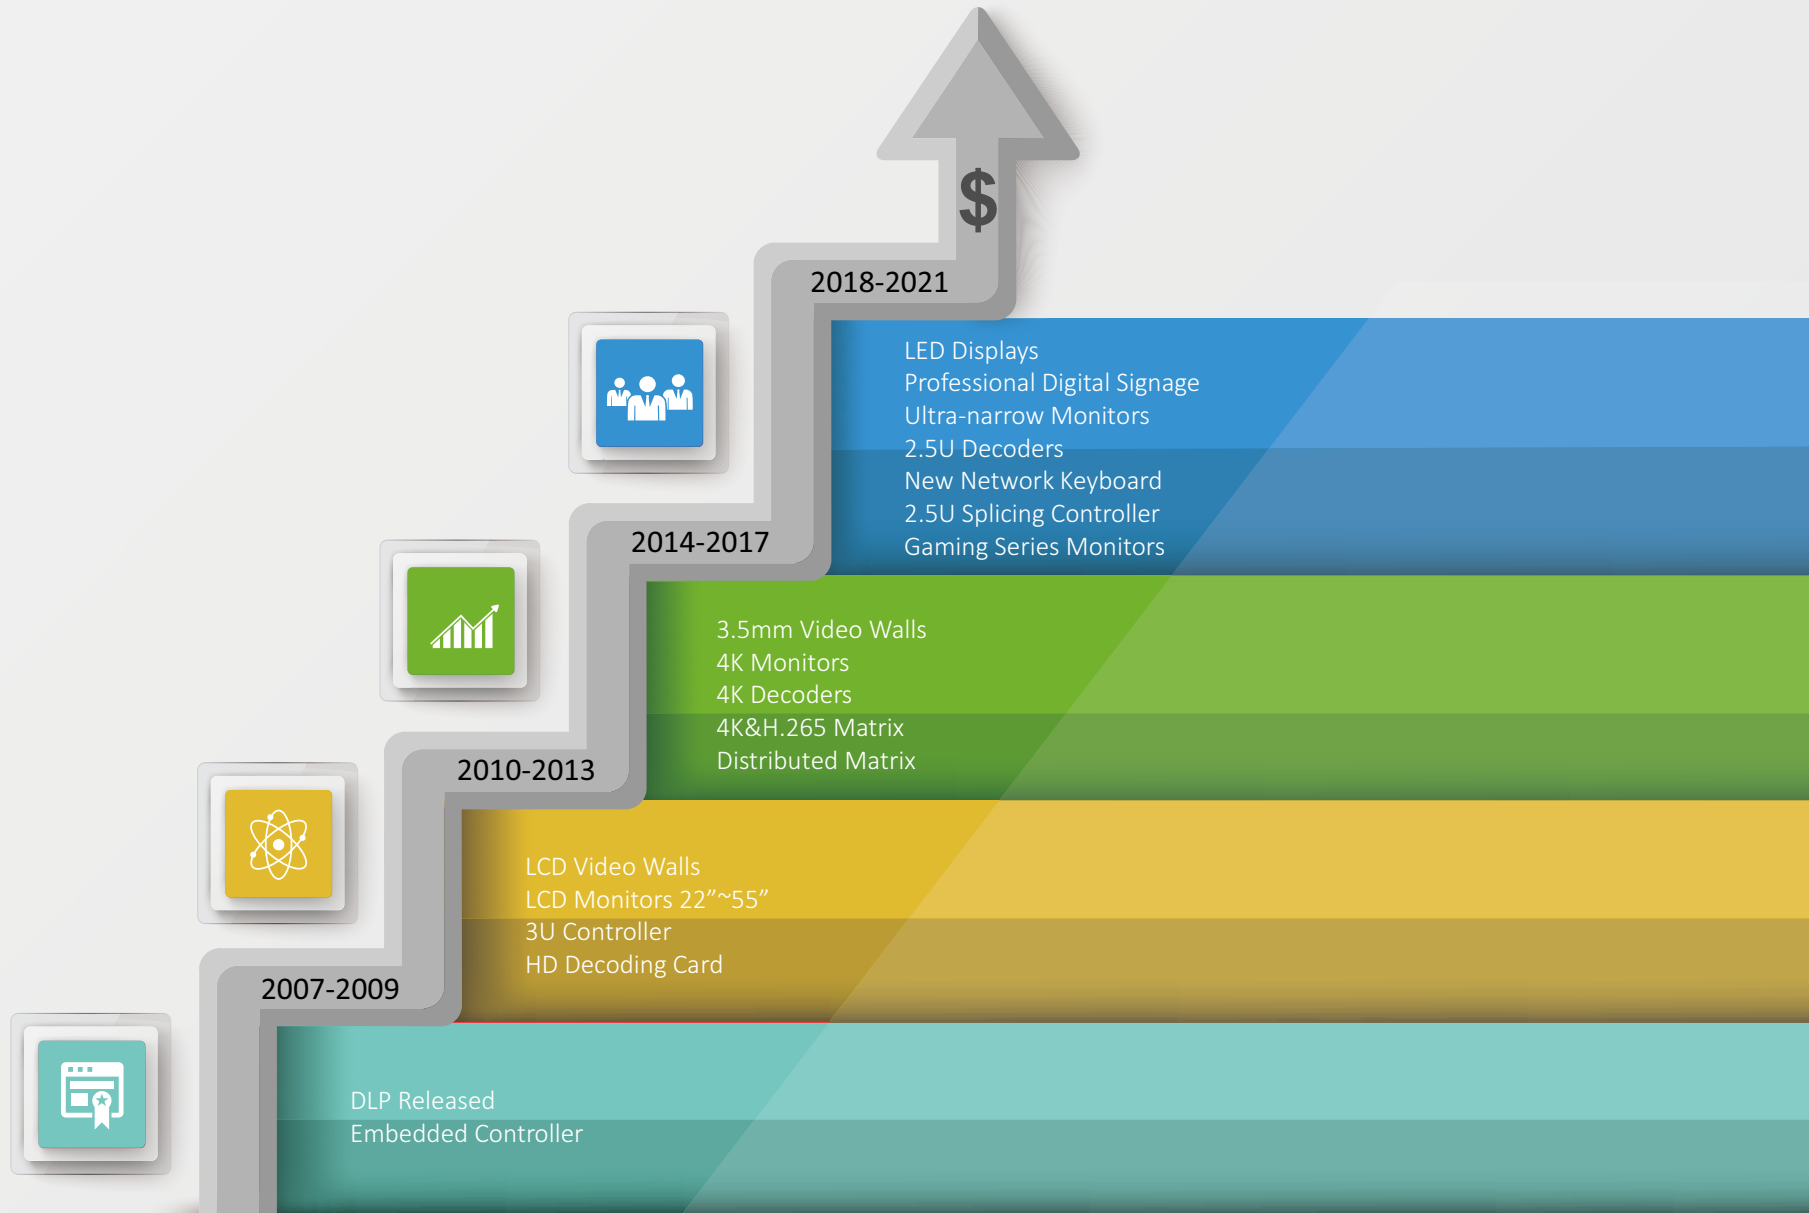 $
2018-2021
LED Displays
Professional Digital Signage
Ultra-narrow Monitors
2.5U Decoders
New Network Keyboard
2.5U Splicing Controller
Gaming Series Monitors
2014-2017
3.5mm Video Walls
4K Monitors
4K Decoders
4K&H.265 Matrix
Distributed Matrix
2010-2013
LCD Video Walls
LCD Monitors 22”~55”
3U Controller
HD Decoding Card
2007-2009
DLP Released
Embedded Controller